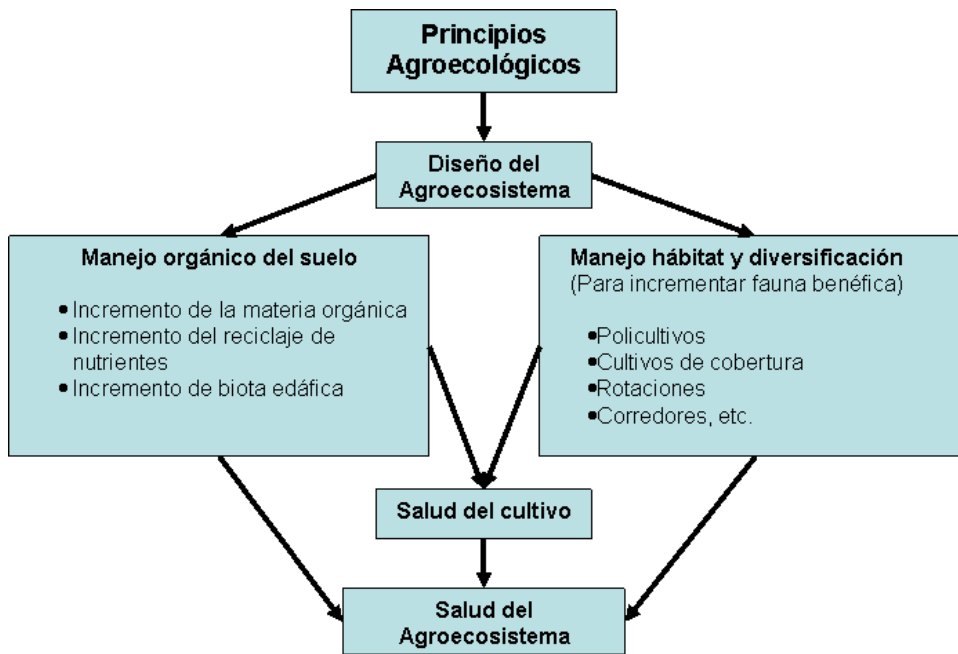 Principios
Agroecológicos
Diseño del
Agroecosistema
Manejo orgánico del suelo
• Incremento de la materia orgánica
• Incremento del reciclaje de
nutrientes
• Incremento de biota edáfica
Manejo hábitat y diversificación
(Para incrementar fauna benéfica)
•Policultivos
•Cultivos de cobertura
•Rotaciones
•Corredores, etc.
Salud del cultivo
Salud del
Agroecosistema